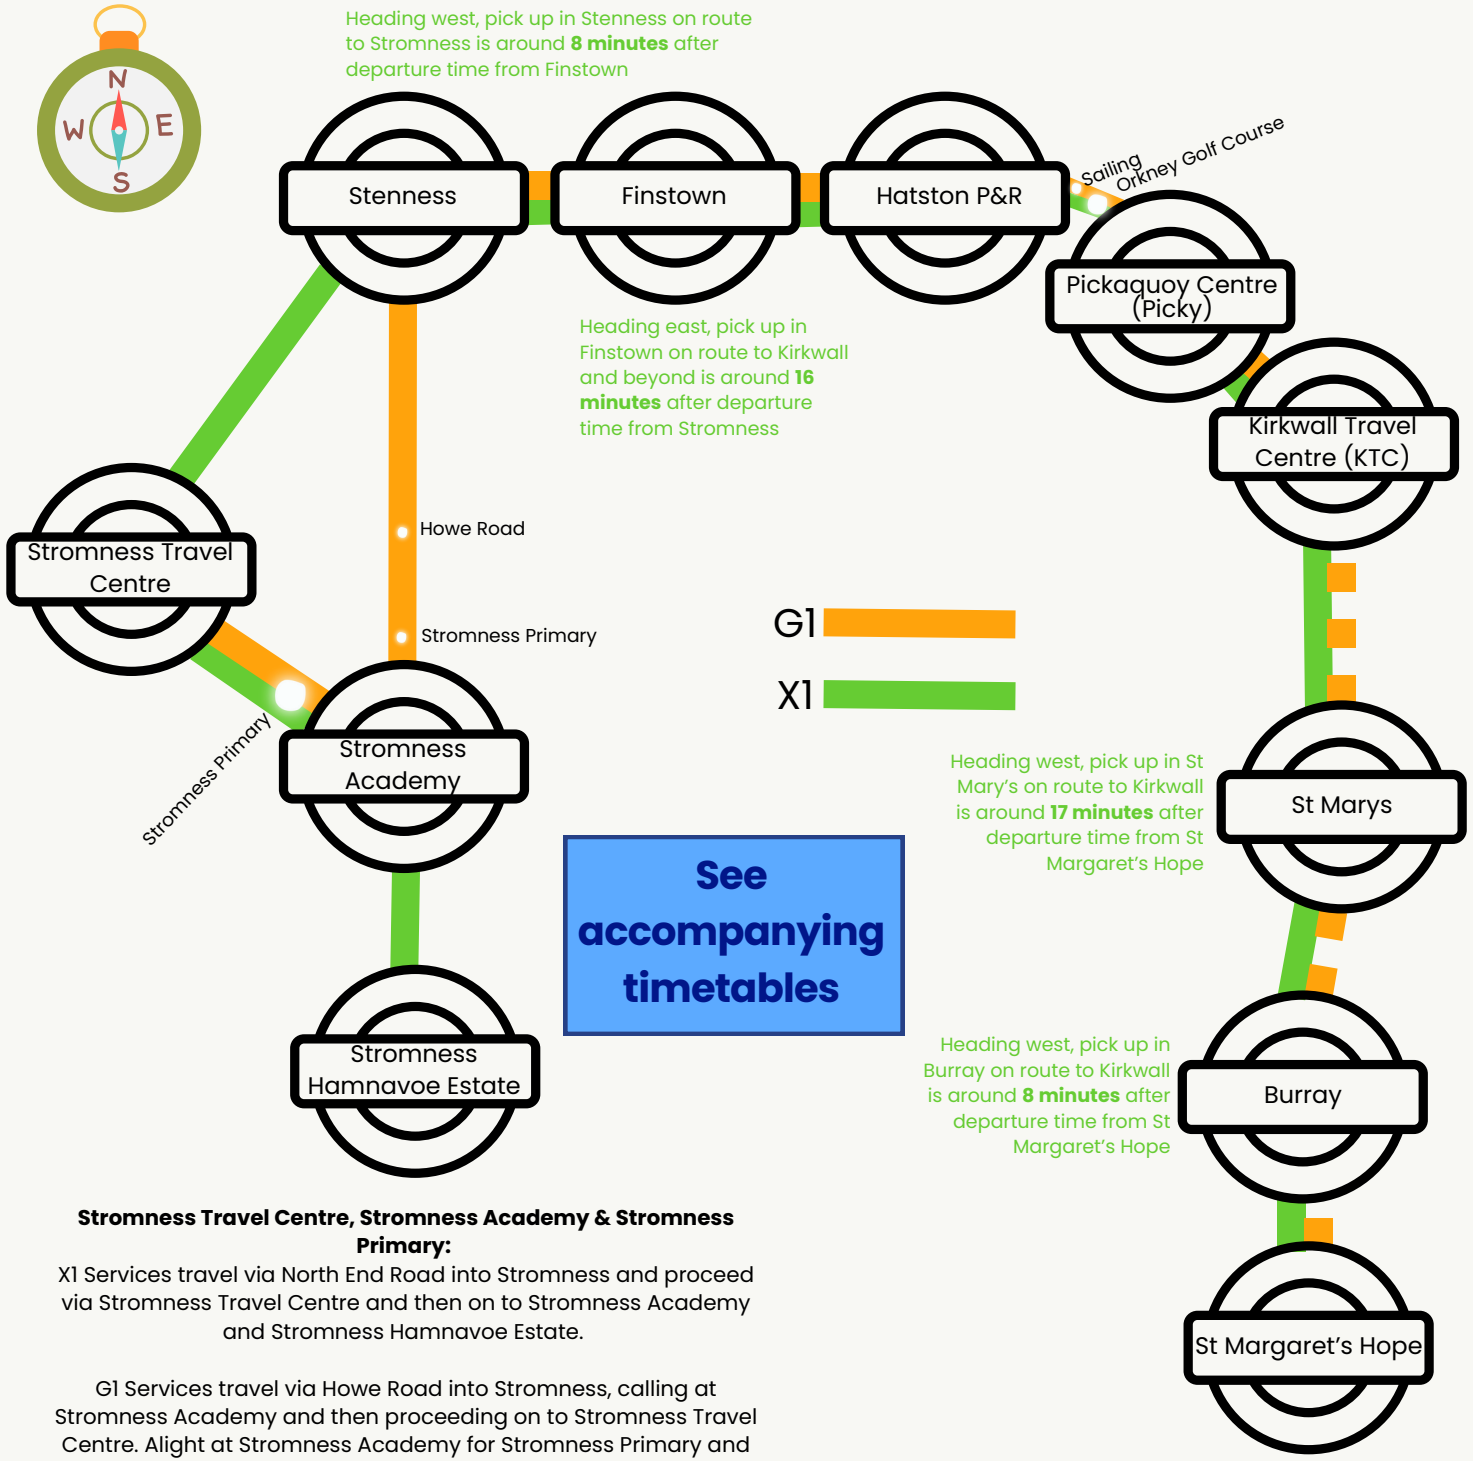 Heading west, pick up in Stenness on route
to Stromness is around 8 minutes after
departure time from Finstown
N
W
E
S
Stenness
Finstown
Hatston P&R
Sailing
Orkney Golf Course
Pickaquoy Centre
(Picky)
Heading east, pick up in
Finstown on route to Kirkwall
and beyond is around 16
minutes after departure
time from Stromness
Kirkwall Travel
Centre (KTC)
Howe Road
Stromness Travel
Centre
Stromness Primary
G1
X1
Stromness Primary
Stromness
Academy
Heading west, pick up in St
Mary’s on route to Kirkwall
is around 17 minutes after
departure time from St
Margaret’s Hope
St Marys
See
accompanying
timetables
Stromness
Hamnavoe Estate
Heading west, pick up in
Burray on route to Kirkwall
is around 8 minutes after
departure time from St
Margaret’s Hope
Burray
Stromness Travel Centre, Stromness Academy & Stromness
Primary:
X1 Services travel via North End Road into Stromness and proceed
via Stromness Travel Centre and then on to Stromness Academy
and Stromness Hamnavoe Estate.
St Margaret’s Hope
G1 Services travel via Howe Road into Stromness, calling at
Stromness Academy and then proceeding on to Stromness Travel
Centre. Alight at Stromness Academy for Stromness Primary and